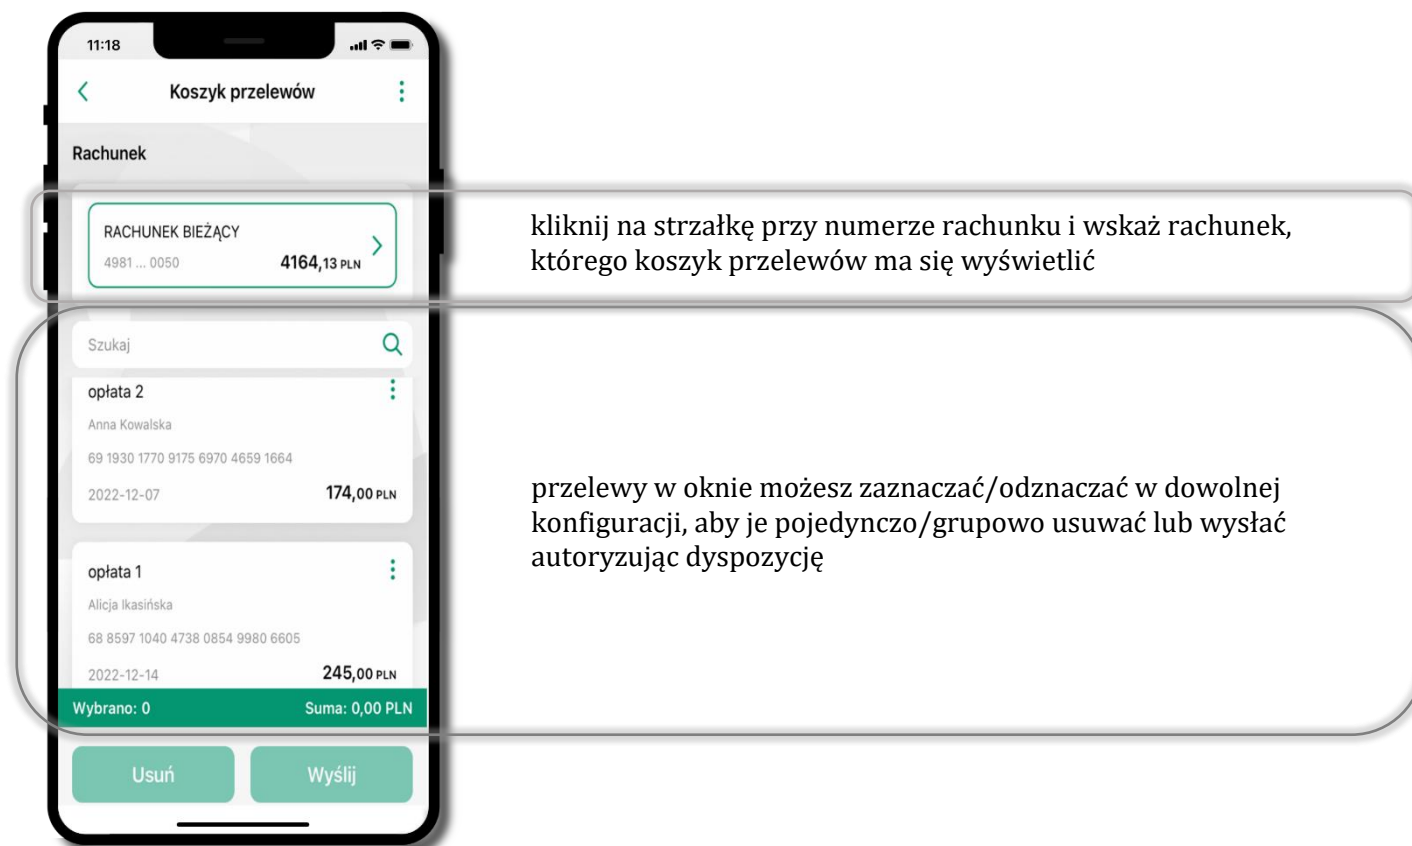 11:18
Koszyk przelewów
Rachunek
RACHUNEK BIEŻĄCY
4981 ... 0050 4164,13 PLN
kliknij na strzałkę przy numerze rachunku i wskaż rachunek,
którego koszyk przelewów ma się wyświetlić
Szukaj
opłata 2
Anna Kowalska
69 1930 1770 9175 6970 4659 1664
2022-12-07 174,00 PLN
opłata 1
Alicja Ikasińska
68 8597 1040 4738 0854 9980 6605
2022-12-14 245,00 PLN
przelewy w oknie możesz zaznaczać/odznaczać w dowolnej
konfiguracji, aby je pojedynczo/grupowo usuwać lub wysłać
autoryzując dyspozycję
Wybrano: 0 Suma: 0,00 PLN
Usuń Wyślij